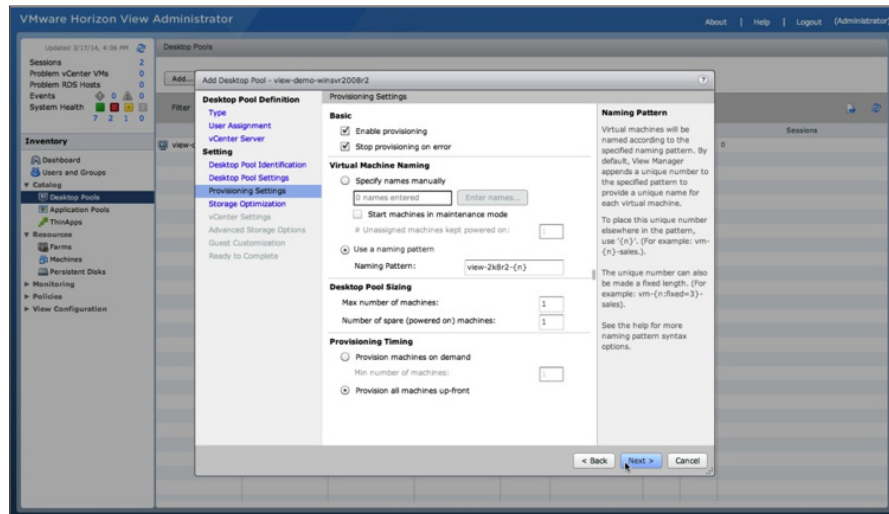 VMware Horizon View Administrator
About | Help | Logout (Administrator)
Updated 3/17/14, 4:06 PM
Sessions 2
Problem vCenter VMs 0
Problem RDS Hosts 0
Events 0 0
System Health
7 2 1 0
Inventory
Dashboard
Users and Groups
Catalog
Desktop Pools
Application Pools
ThinApps
Resources
Farms
Machines
Persistent Disks
Monitoring
Policies
View Configuration
Desktop Pools
Add...
Filter
Sessions
view-
0
Add Desktop Pool - view-demo-winsvr2008r2
?
Desktop Pool Definition
Type
User Assignment
vCenter Server
Setting
Desktop Pool Identification
Desktop Pool Settings
Provisioning Settings
Storage Optimization
vCenter Settings
Advanced Storage Options
Guest Customization
Ready to Complete
Provisioning Settings
Basic
Enable provisioning
Stop provisioning on error
Virtual Machine Naming
Specify names manually
0 names entered Enter names...
Start machines in maintenance mode
# Unassigned machines kept powered on: 1
Use a naming pattern
Naming Pattern: view-2k8r2-{n}
Desktop Pool Sizing
Max number of machines: 1
Number of spare (powered on) machines: 1
Provisioning Timing
Provision machines on demand
Min number of machines: 1
Provision all machines up-front
Naming Pattern
Virtual machines will be
named according to the
specified naming pattern. By
default, View Manager
appends a unique number to
the specified pattern to
provide a unique name for
each virtual machine.
To place this unique number
elsewhere in the pattern,
use '{n}'. (For example: vm-
{n}-sales.).
The unique number can also
be made a fixed length. (For
example: vm-{n:fixed=3}-
sales).
See the help for more
naming pattern syntax
options.
< Back Next > Cancel